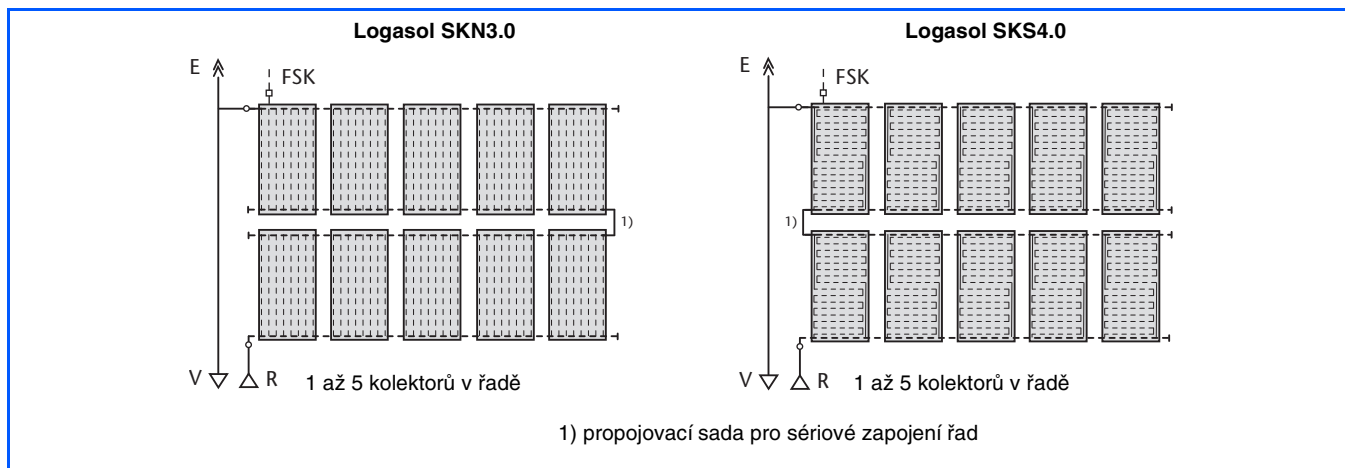 Logasol SKN3.0
E
FSK
1)
V
R
1 až 5 kolektorů v řadě
Logasol SKS4.0
E
FSK
1)
V
R
1 až 5 kolektorů v řadě
1) propojovací sada pro sériové zapojení řad